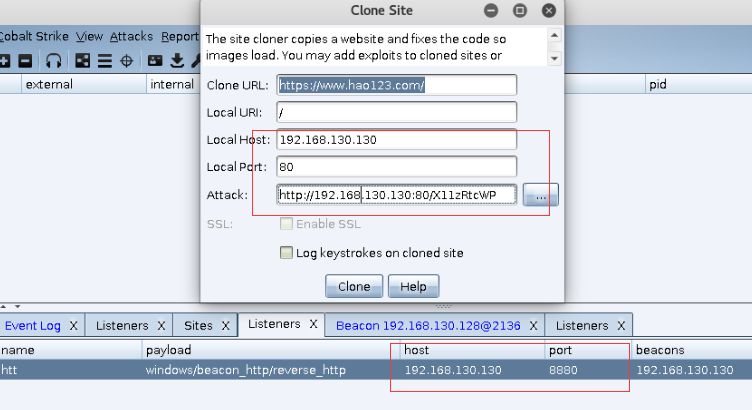 Clone Site
Cobalt Strike View Attacks Report
The site cloner copies a website and fixes the code so
images load. You may add exploits to cloned sites or
external internal pid
Clone URL: https://www.hao123.com/
Local URI: /
Local Host: 192.168.130.130
Local Port: 80
Attack: http://192.168.130.130:80/X11zRtcWP ...
SSL: Enable SSL
Log keystrokes on cloned site
Clone Help
Event Log X Listeners X Sites X Listeners X Beacon 192.168.130.128@2136 X Listeners X
name payload host port beacons
htt windows/beacon_http/reverse_http 192.168.130.130 8880 192.168.130.130